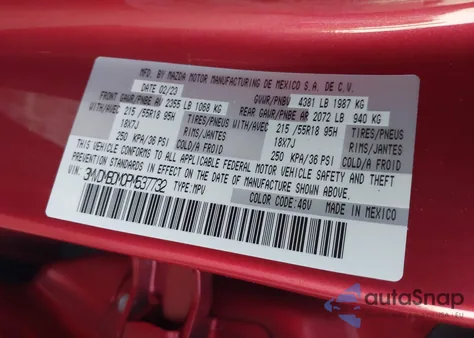 MFD. BY MAZDA MOTOR MANUFACTURING DE MEXICO S.A. DE C.V.
DATE 02/23 GVWR/PNBV 4381 LB 1987 KG
FRONT GAWR/PNBE AV 2355 LB 1068 KG REAR GAWR/PNBE AR 2072 LB 940 KG
WITH/AVEC 215/55R18 95H TIRES/PNEUS WITH/AVEC 215/55R18 95H TIRES/PNEUS
18X7J RIMS/JANTES 18X7J RIMS/JANTES
250 KPA/36 PSI COLD/A FROID 250 KPA/36 PSI COLD/A FROID
THIS VEHICLE CONFORMS TO ALL APPLICABLE FEDERAL MOTOR VEHICLE SAFETY AND THEFT
PREVENTION STANDARDS IN EFFECT ON THE DATE OF MANUFACTURE SHOWN ABOVE.
VIN: TYPE: MPV
COLOR CODE: 46V MADE IN MEXICO
autoSnap